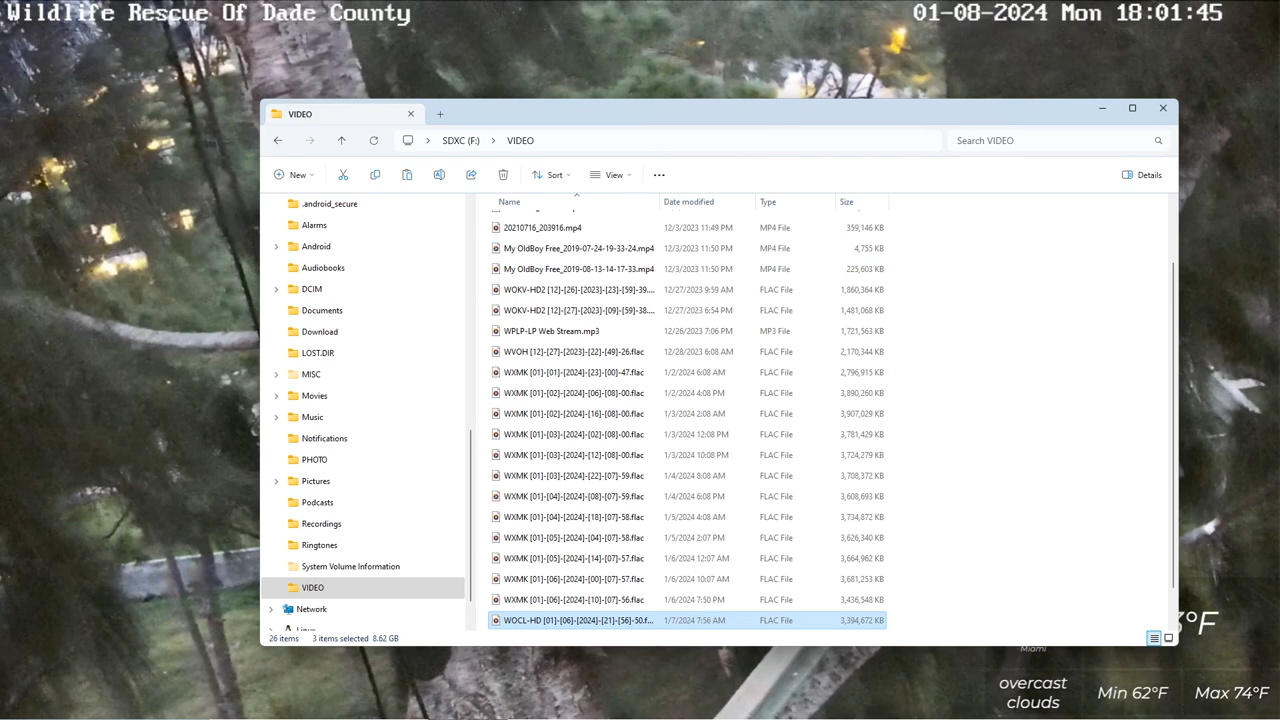 Wildlife Rescue Of Dade County
01-08-2024 Mon 18:01:45
VIDEO
SDXC (F:) > VIDEO
Search VIDEO
New
Sort
View
Details
.android_secure
Alarms
Android
Audiobooks
DCIM
Documents
Download
LOST.DIR
MISC
Movies
Music
Notifications
PHOTO
Pictures
Podcasts
Recordings
Ringtones
System Volume Information
VIDEO
Network
Name Date modified Type Size
20210716_203916.mp4 12/3/2023 11:49 PM MP4 File 359,146 KB
My OldBoy Free_2019-07-24-19-33-24.mp4 12/3/2023 11:50 PM MP4 File 4,755 KB
My OldBoy Free_2019-08-13-14-17-33.mp4 12/3/2023 11:50 PM MP4 File 225,603 KB
WOKV-HD2 [12]-[26]-[2023]-[23]-[59]-39.... 12/27/2023 9:59 AM FLAC File 1,860,364 KB
WOKV-HD2 [12]-[27]-[2023]-[09]-[59]-38.... 12/27/2023 6:54 PM FLAC File 1,481,068 KB
WPLP-LP Web Stream.mp3 12/26/2023 7:06 PM MP3 File 1,721,563 KB
WVOH [12]-[27]-[2023]-[22]-[49]-26.flac 12/28/2023 6:08 AM FLAC File 2,170,344 KB
WXMK [01]-[01]-[2024]-[23]-[00]-47.flac 1/2/2024 6:08 AM FLAC File 2,796,915 KB
WXMK [01]-[02]-[2024]-[06]-[08]-00.flac 1/2/2024 4:08 PM FLAC File 3,890,260 KB
WXMK [01]-[02]-[2024]-[16]-[08]-00.flac 1/3/2024 2:08 AM FLAC File 3,907,029 KB
WXMK [01]-[03]-[2024]-[02]-[08]-00.flac 1/3/2024 12:08 PM FLAC File 3,781,429 KB
WXMK [01]-[03]-[2024]-[12]-[08]-00.flac 1/3/2024 10:08 PM FLAC File 3,724,279 KB
WXMK [01]-[03]-[2024]-[22]-[07]-59.flac 1/4/2024 8:08 AM FLAC File 3,708,372 KB
WXMK [01]-[04]-[2024]-[08]-[07]-59.flac 1/4/2024 6:08 PM FLAC File 3,608,693 KB
WXMK [01]-[04]-[2024]-[18]-[07]-58.flac 1/5/2024 4:08 AM FLAC File 3,734,872 KB
WXMK [01]-[05]-[2024]-[04]-[07]-58.flac 1/5/2024 2:07 PM FLAC File 3,626,340 KB
WXMK [01]-[05]-[2024]-[14]-[07]-57.flac 1/6/2024 12:07 AM FLAC File 3,664,962 KB
WXMK [01]-[06]-[2024]-[00]-[07]-57.flac 1/6/2024 10:07 AM FLAC File 3,681,253 KB
WXMK [01]-[06]-[2024]-[10]-[07]-56.flac 1/6/2024 7:50 PM FLAC File 3,436,548 KB
WOCL-HD [01]-[06]-[2024]-[21]-[56]-50.f... 1/7/2024 7:56 AM FLAC File 3,394,672 KB
26 items 3 items selected 8.62 GB
°F
Miami
overcast
clouds
Min 62°F
Max 74°F